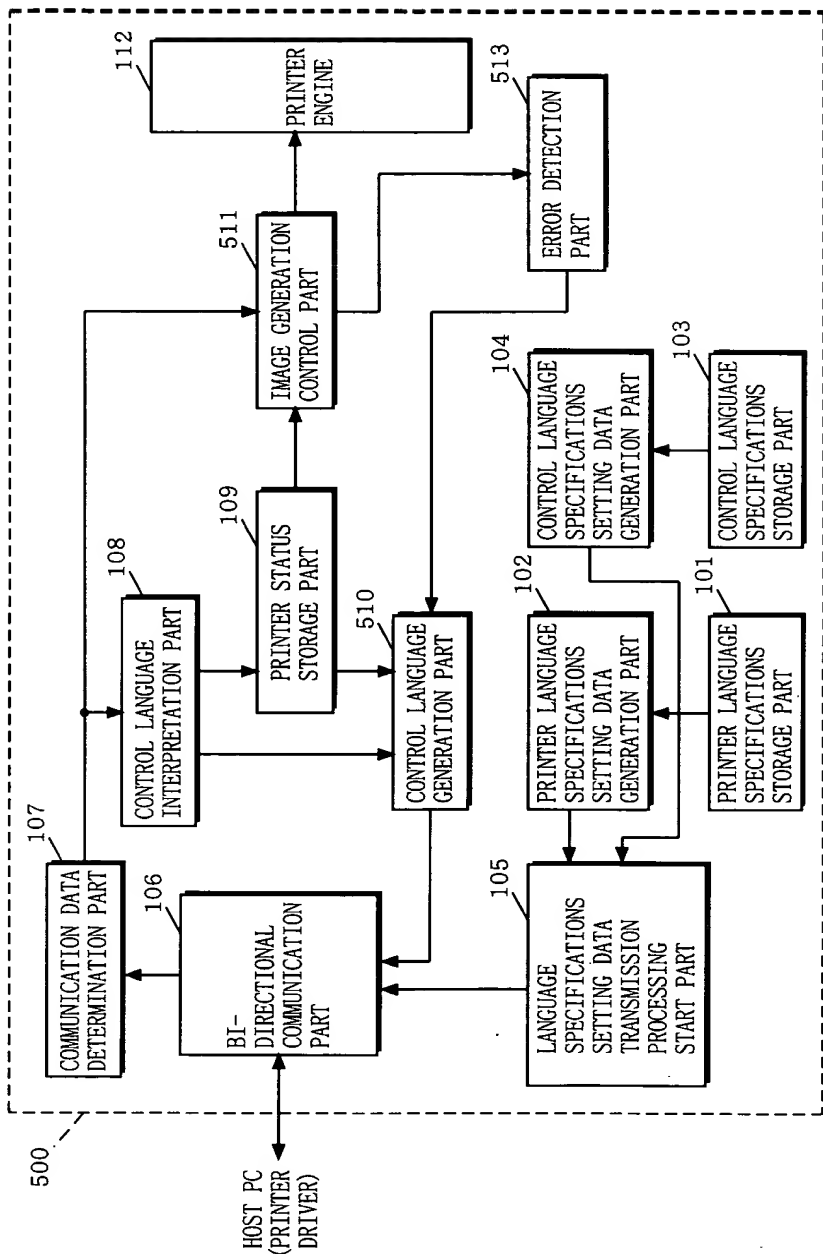 500
HOST PC
(PRINTER
DRIVER)
107
COMMUNICATION DATA
DETERMINATION PART
106
BI-
DIRECTIONAL
COMMUNICATION
PART
105
LANGUAGE
SPECIFICATIONS
SETTING DATA
TRANSMISSION
PROCESSING
START PART
108
CONTROL LANGUAGE
INTERPRETATION PART
109
PRINTER STATUS
STORAGE PART
510
CONTROL LANGUAGE
GENERATION PART
102
PRINTER LANGUAGE
SPECIFICATIONS
SETTING DATA
GENERATION PART
101
PRINTER LANGUAGE
SPECIFICATIONS
STORAGE PART
511
IMAGE GENERATION
CONTROL PART
104
CONTROL LANGUAGE
SPECIFICATIONS
SETTING DATA
GENERATION PART
103
CONTROL LANGUAGE
SPECIFICATIONS
STORAGE PART
112
PRINTER
ENGINE
513
ERROR DETECTION
PART